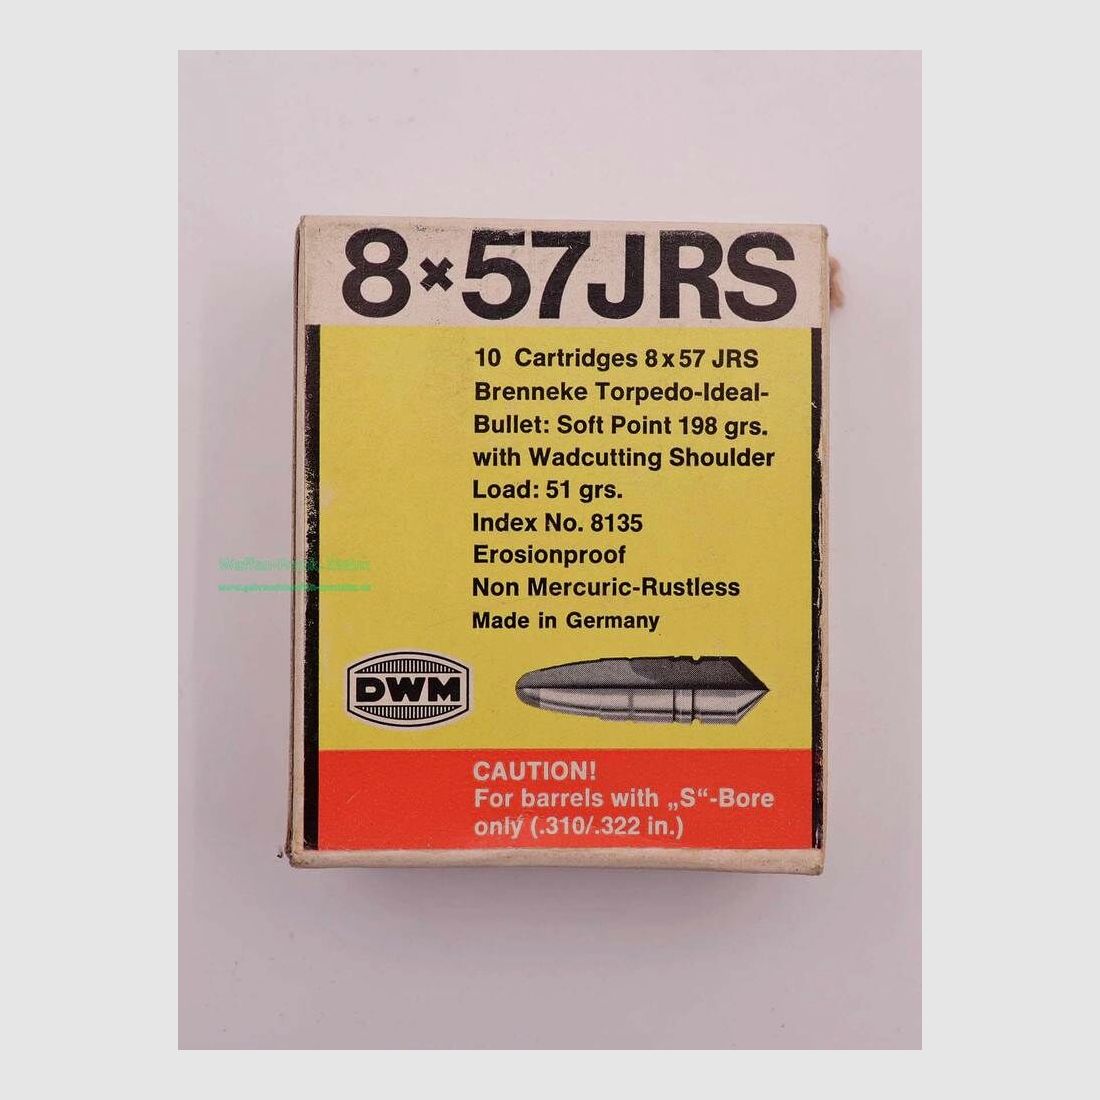 8×57JRS
10 Cartridges 8x57 JRS
Brenneke Torpedo-Ideal-
Bullet: Soft Point 198 grs.
with Wadcutting Shoulder
Load: 51 grs.
Index No. 8135
Erosionproof
Non Mercuric-Rustless
Made in Germany
DWM
CAUTION!
For barrels with „S“-Bore
only (.310/.322 in.)